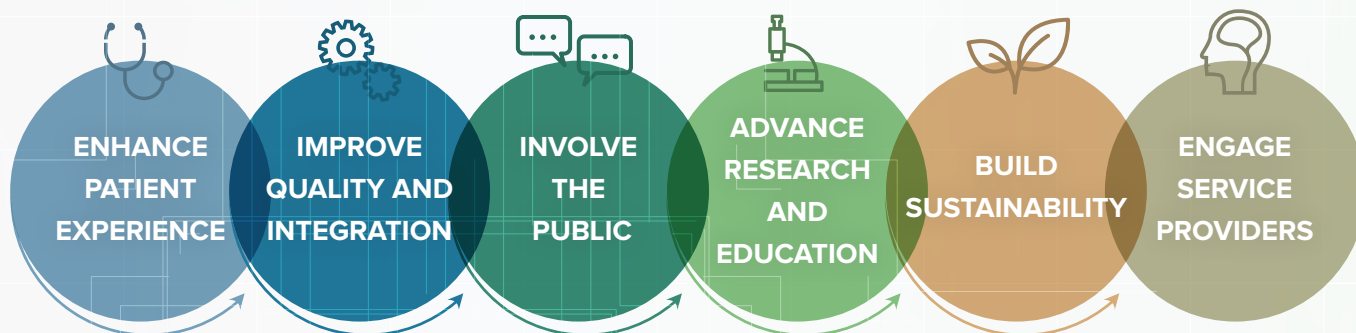 ENHANCE
PATIENT
EXPERIENCE
IMPROVE
QUALITY AND
INTEGRATION
INVOLVE
THE
PUBLIC
ADVANCE
RESEARCH
AND
EDUCATION
BUILD
SUSTAINABILITY
ENGAGE
SERVICE
PROVIDERS